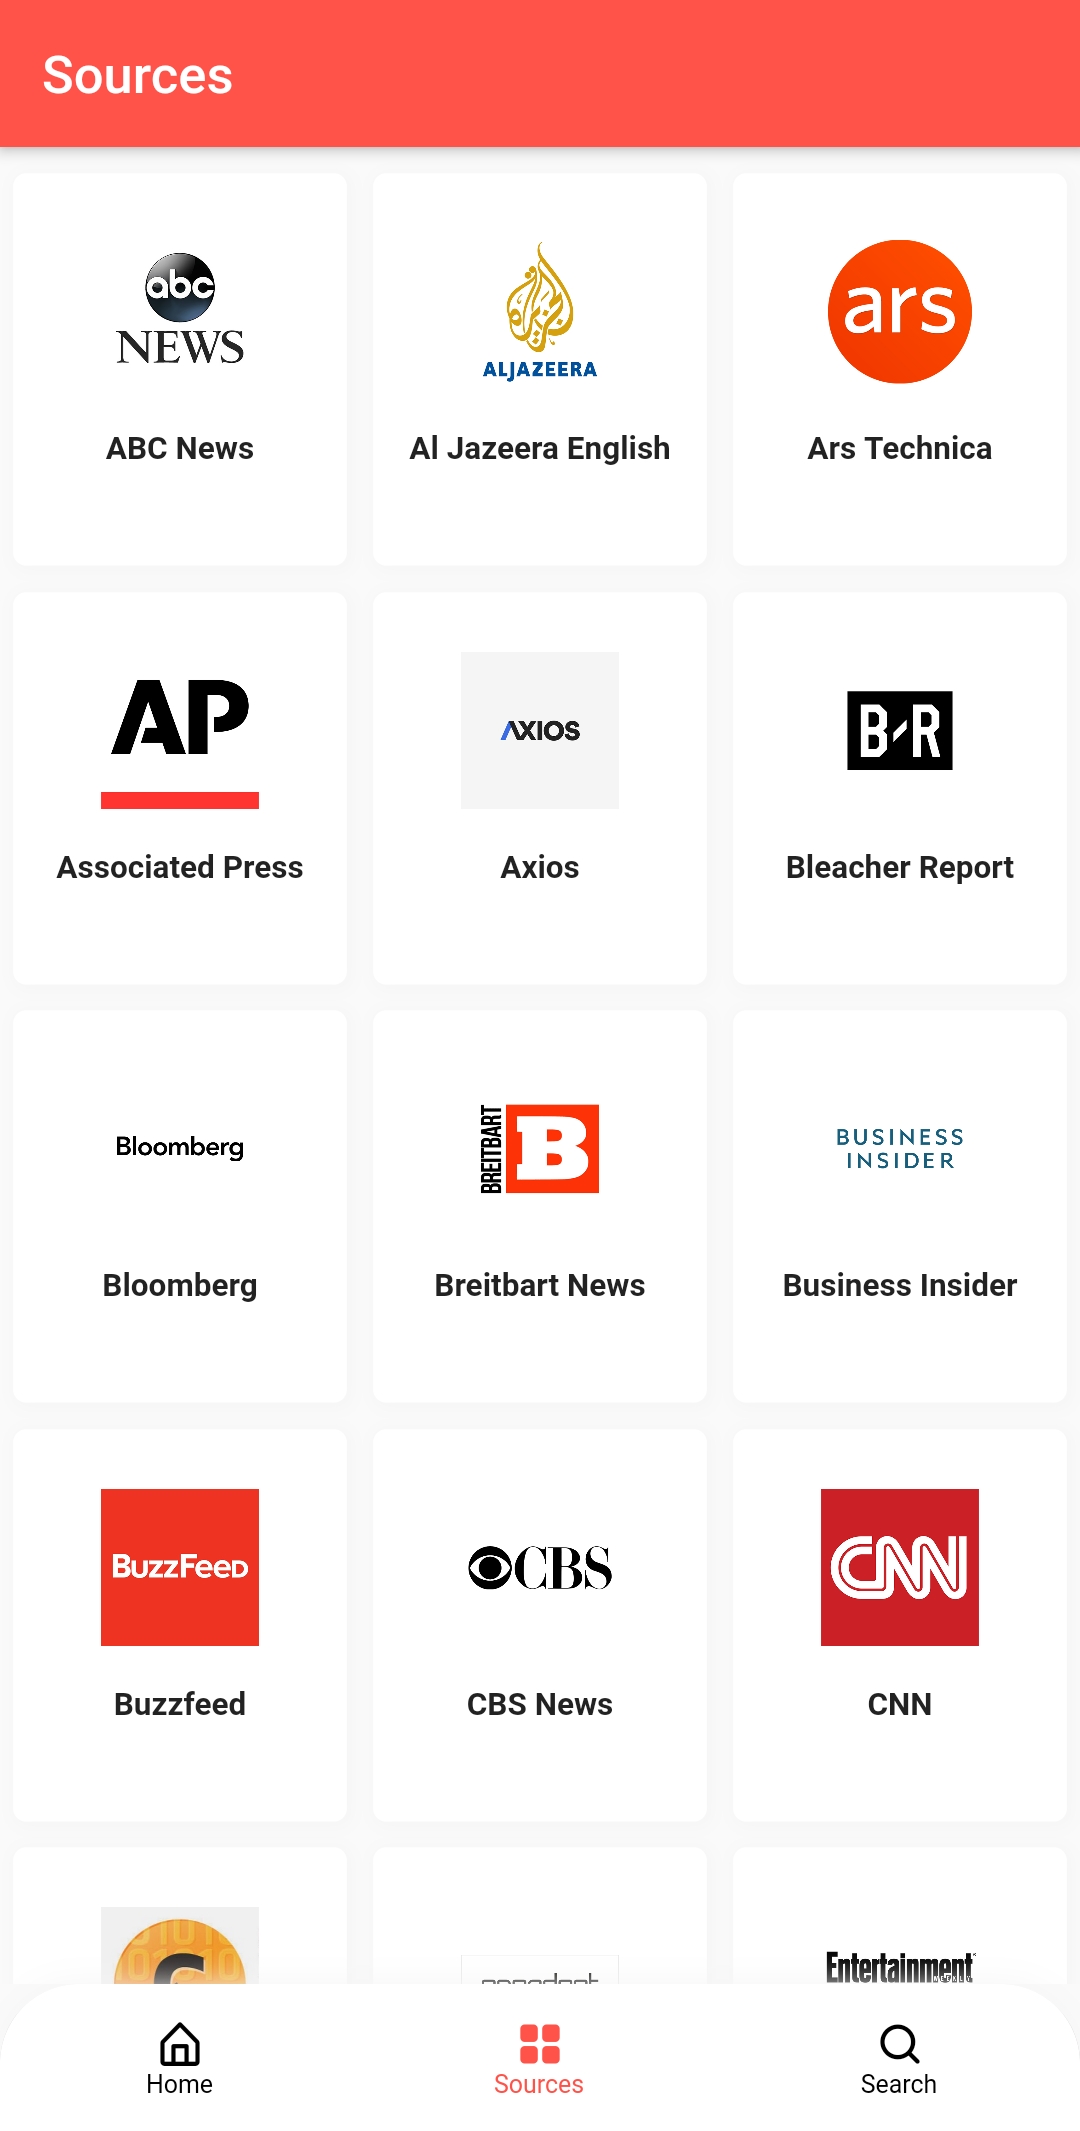 Sources
abc
NEWS
ABC News
ALJAZEERA
Al Jazeera English
ars
Ars Technica
AP
Associated Press
AXIOS
Axios
B-R
Bleacher Report
Bloomberg
Bloomberg
BREITBART
B
Breitbart News
BUSINESS
INSIDER
Business Insider
BuzzFeed
Buzzfeed
CBS
CBS News
CNN
CNN
Entertainment
WEEKLY
Home
Sources
Search